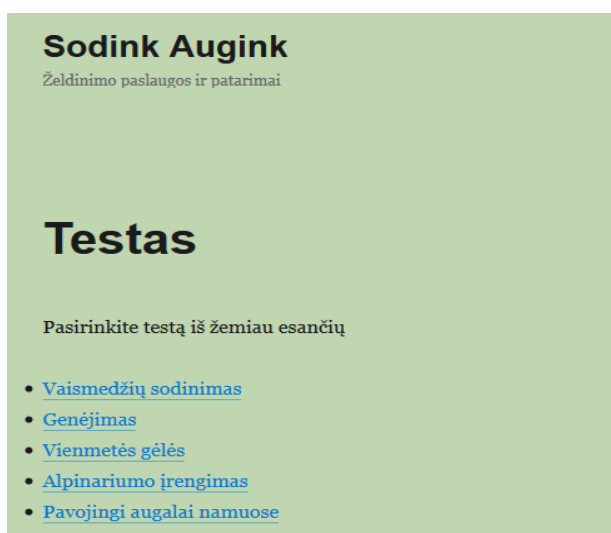 Sodink Augink
Želdinimo paslaugos ir patarimai
Testas
Pasirinkite testą iš žemiau esančių
Vaismedžių sodinimas
Genėjimas
Vienmetės gėlės
Alpinariumo įrengimas
Pavojingi augalai namuose